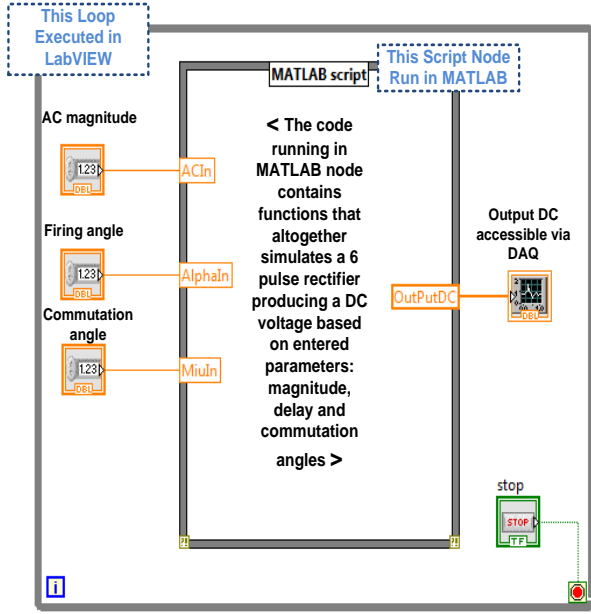 This Loop
Executed in
LabVIEW
This Script Node
Run in MATLAB
MATLAB script
AC magnitude
1.23
DBL
ACIn
Firing angle
1.23
DBL
AlphaIn
Commutation
angle
1.23
DBL
MiuIn
< The code
running in
MATLAB node
contains
functions that
altogether
simulates a 6
pulse rectifier
producing a DC
voltage based
on entered
parameters:
magnitude,
delay and
commutation
angles >
OutPutDC
Output DC
accessible via
DAQ
DBL
stop
STOP
TF
i